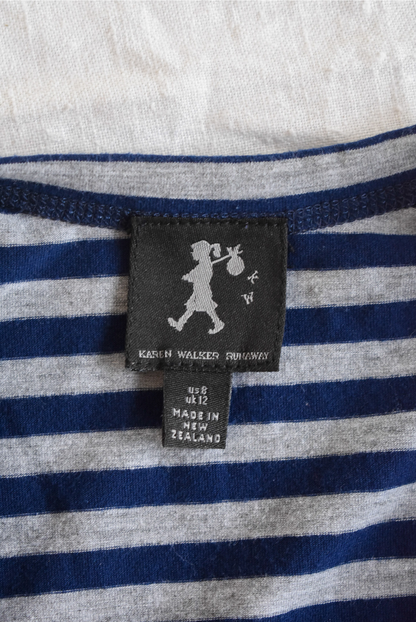 K
W
KAREN WALKER RUNAWAY
us8
uk12
MADE IN
NEW
ZEALAND